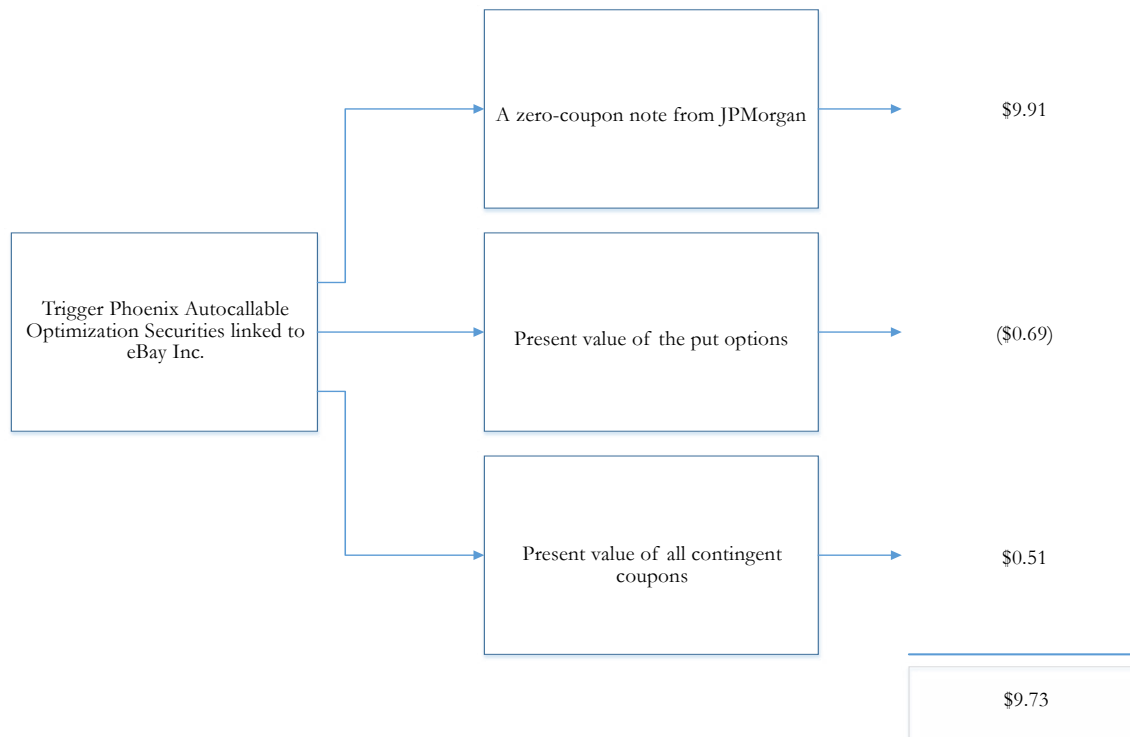 A zero-coupon note from JPMorgan
$9.91
Trigger Phoenix Autocallable
Optimization Securities linked to
eBay Inc.
Present value of the put options
($0.69)
Present value of all contingent
coupons
$0.51
$9.73